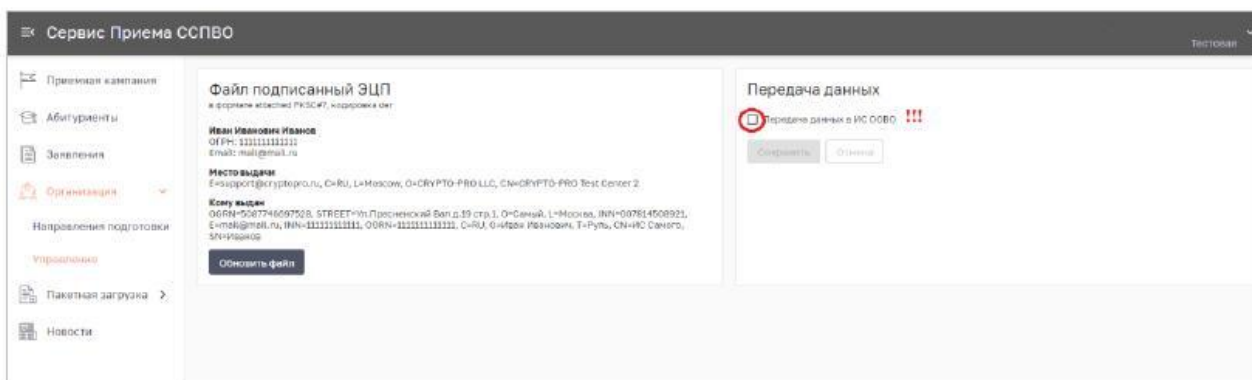 Сервис Приема ССПВО
Тестовая
Приемная кампания
Абитуриенты
Заявления
Организация
Направления подготовки
Управление
Пакетная загрузка
Новости
Файл подписанный ЭЦП
в формате attached PKSC#7, кодировка der
Иван Иванович Иванов
ОГРН: 1111111111111
Email: mail@mail.ru
Место выдачи
E=support@cryptopro.ru, C=RU, L=Moscow, O=CRYPTO-PRO LLC, CN=CRYPTO-PRO Test Center 2
Кому выдан
OGRN=5087746697528, STREET=Ул.Пресненский Вал д.19 стр.1, O=Самый, L=Москва, INN=007814508921,
E=mail@mail.ru, INN=111111111111, OGRN=1111111111111, C=RU, G=Иван Иванович, T=Руль, CN=ИС Самого,
SN=Иванов
Обновить файл
Передача данных
Передача данных в ИС ООВО !!!
Сохранить Отмена